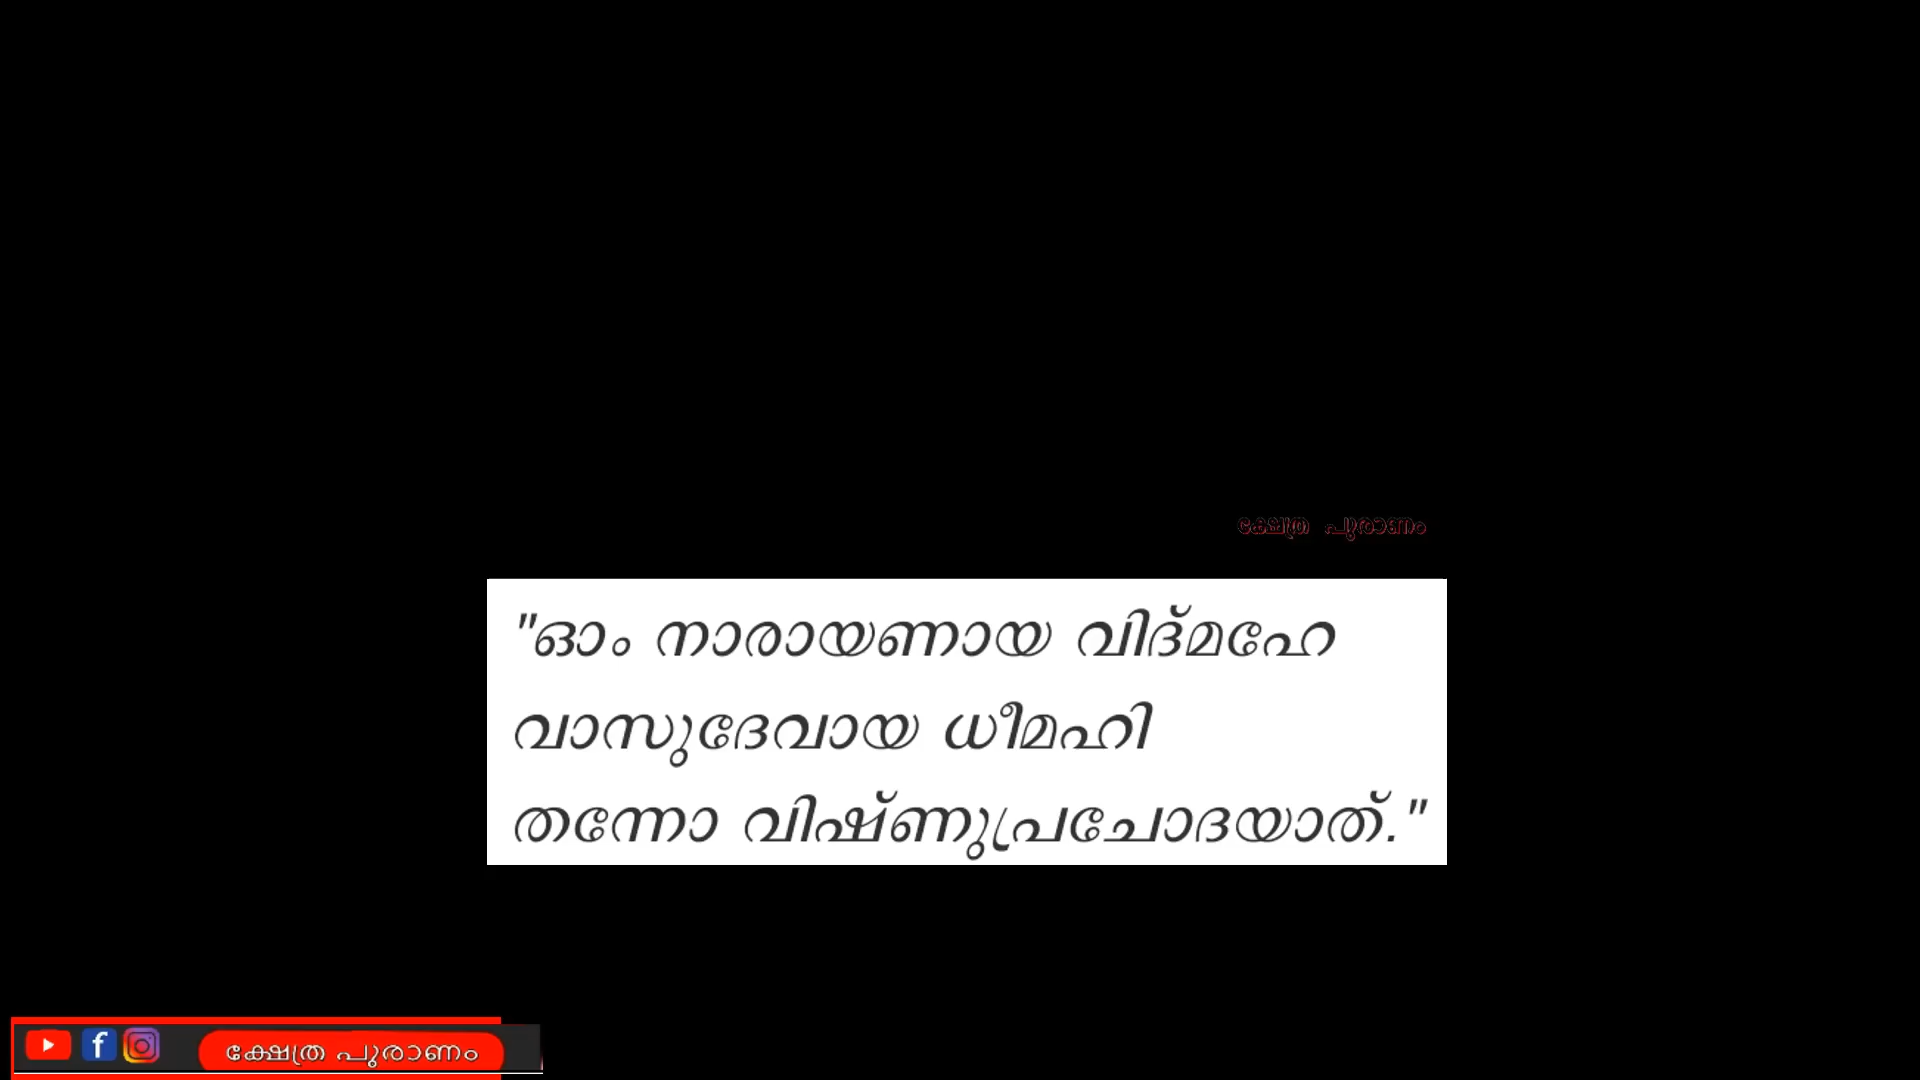 ക്ഷേത്ര പുരാണം
"ഓം നാരായണായ വിദ്മഹേ
വാസുദേവായ ധീമഹി
തന്നോ വിഷ്ണുപ്രചോദയാത്."
ക്ഷേത്ര പുരാണം